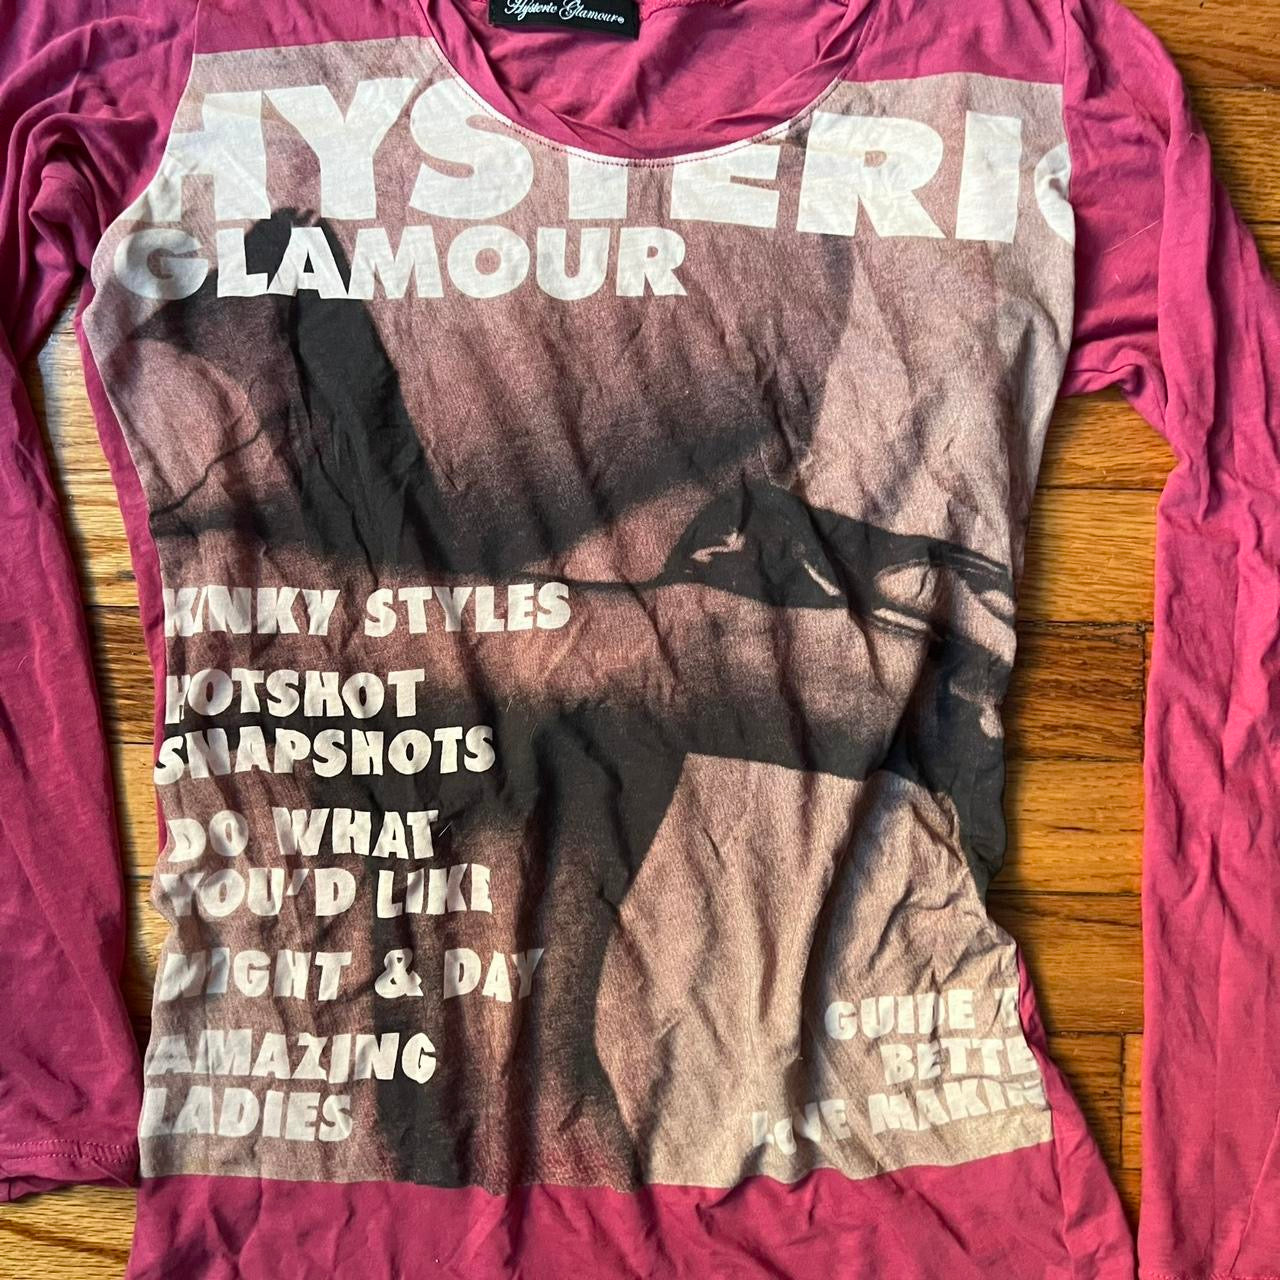 Hysteric Glamour®
HYSTERIC
GLAMOUR
KINKY STYLES
HOTSHOT
SNAPSHOTS
DO WHAT
YOU'D LIKE
NIGHT & DAY
AMAZING
LADIES
GUIDE
BETTE
LOVE MAKIN